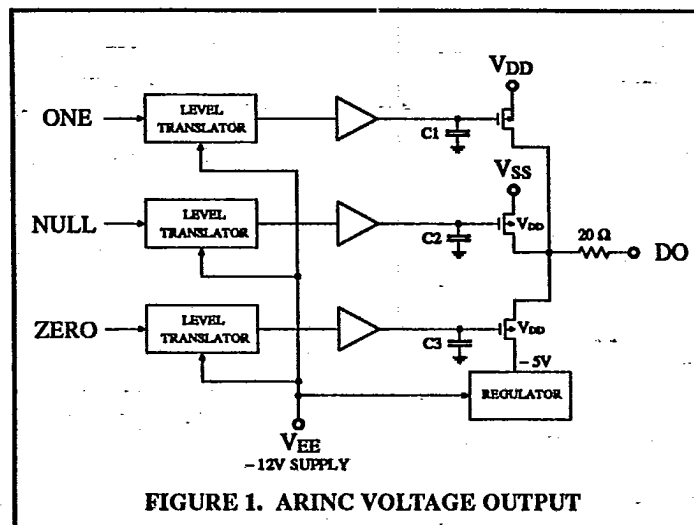 V_DD
ONE
LEVEL
TRANSLATOR
C1
V_SS
NULL
LEVEL
TRANSLATOR
C2
V_DD
20 Ω
DO
ZERO
LEVEL
TRANSLATOR
C3
V_DD
– 5V
REGULATOR
V_EE
–12V SUPPLY
FIGURE 1. ARINC VOLTAGE OUTPUT